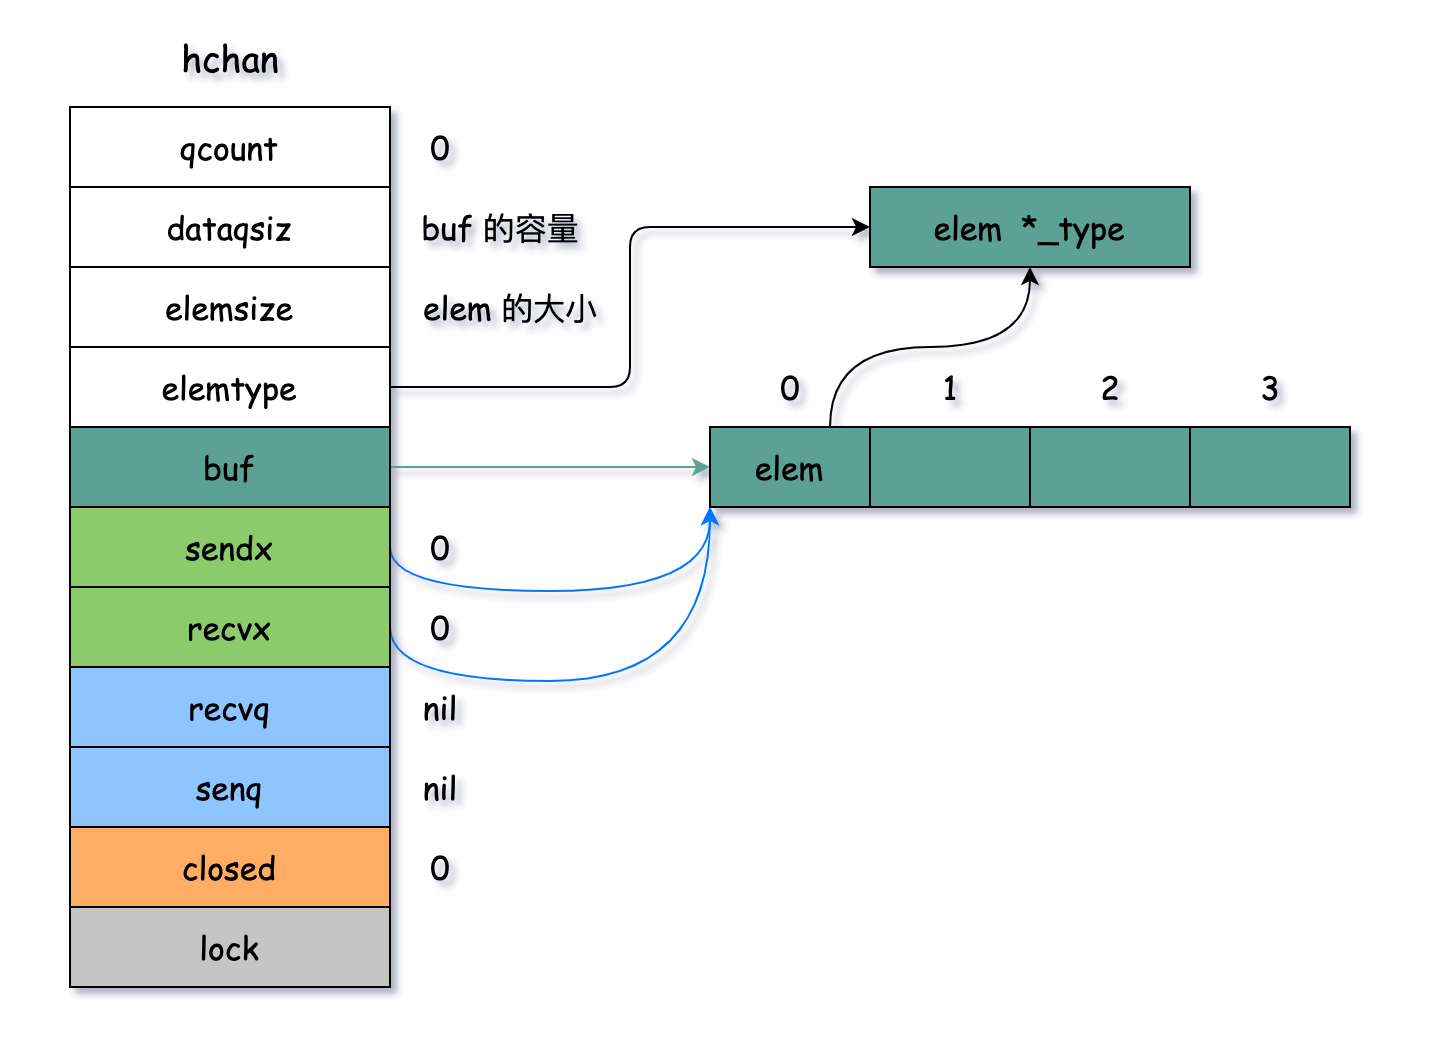 hchan
qcount 0
dataqsiz buf 的容量
elem *_type
elemsize elem 的大小
elemtype
0 1 2 3
buf
elem
sendx 0
recvx 0
recvq nil
senq nil
closed 0
lock